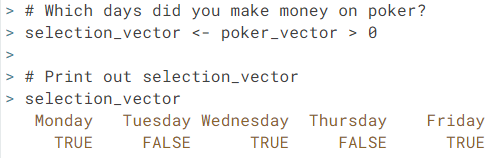 > # Which days did you make money on poker?
> selection_vector <- poker_vector > 0
>
> # Print out selection_vector
> selection_vector
   Monday   Tuesday Wednesday  Thursday    Friday
     TRUE     FALSE      TRUE     FALSE      TRUE